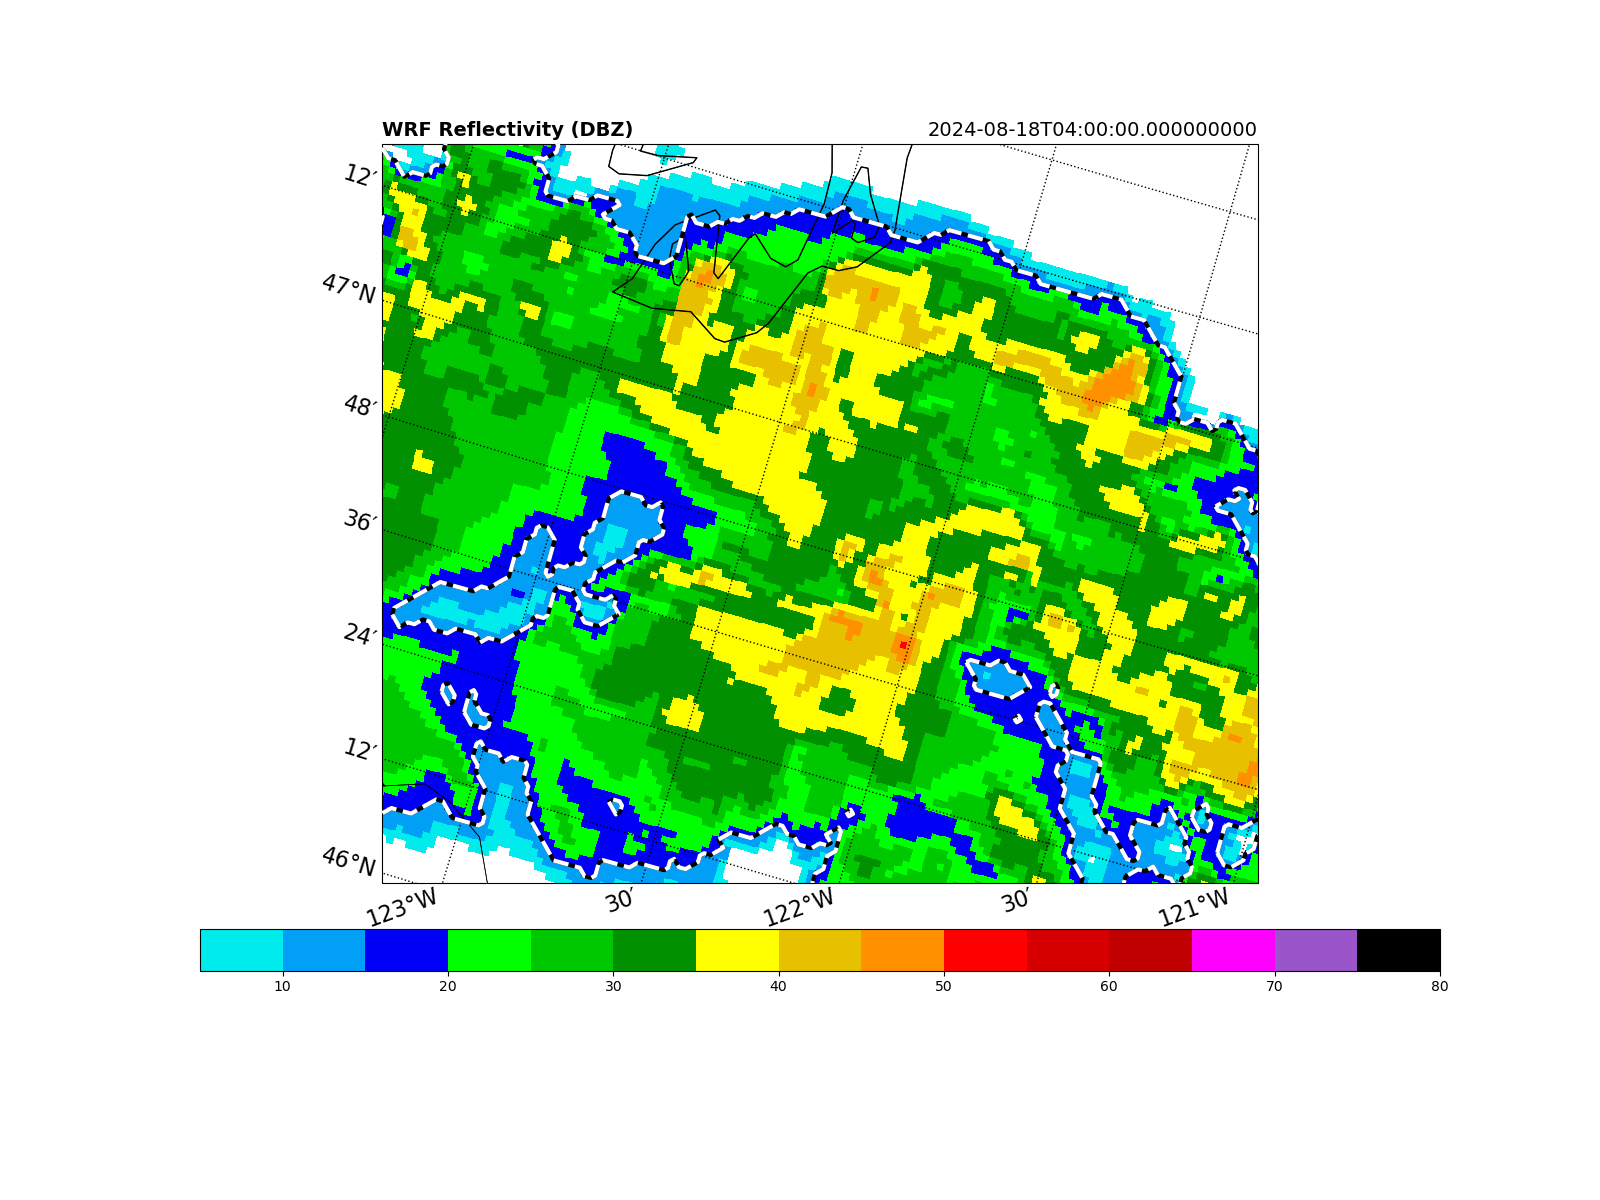 WRF Reflectivity (DBZ)
2024-08-18T04:00:00.000000000
12′
47°N
48′
36′
24′
12′
46°N
123°W
30′
122°W
30′
121°W
10
20
30
40
50
60
70
80